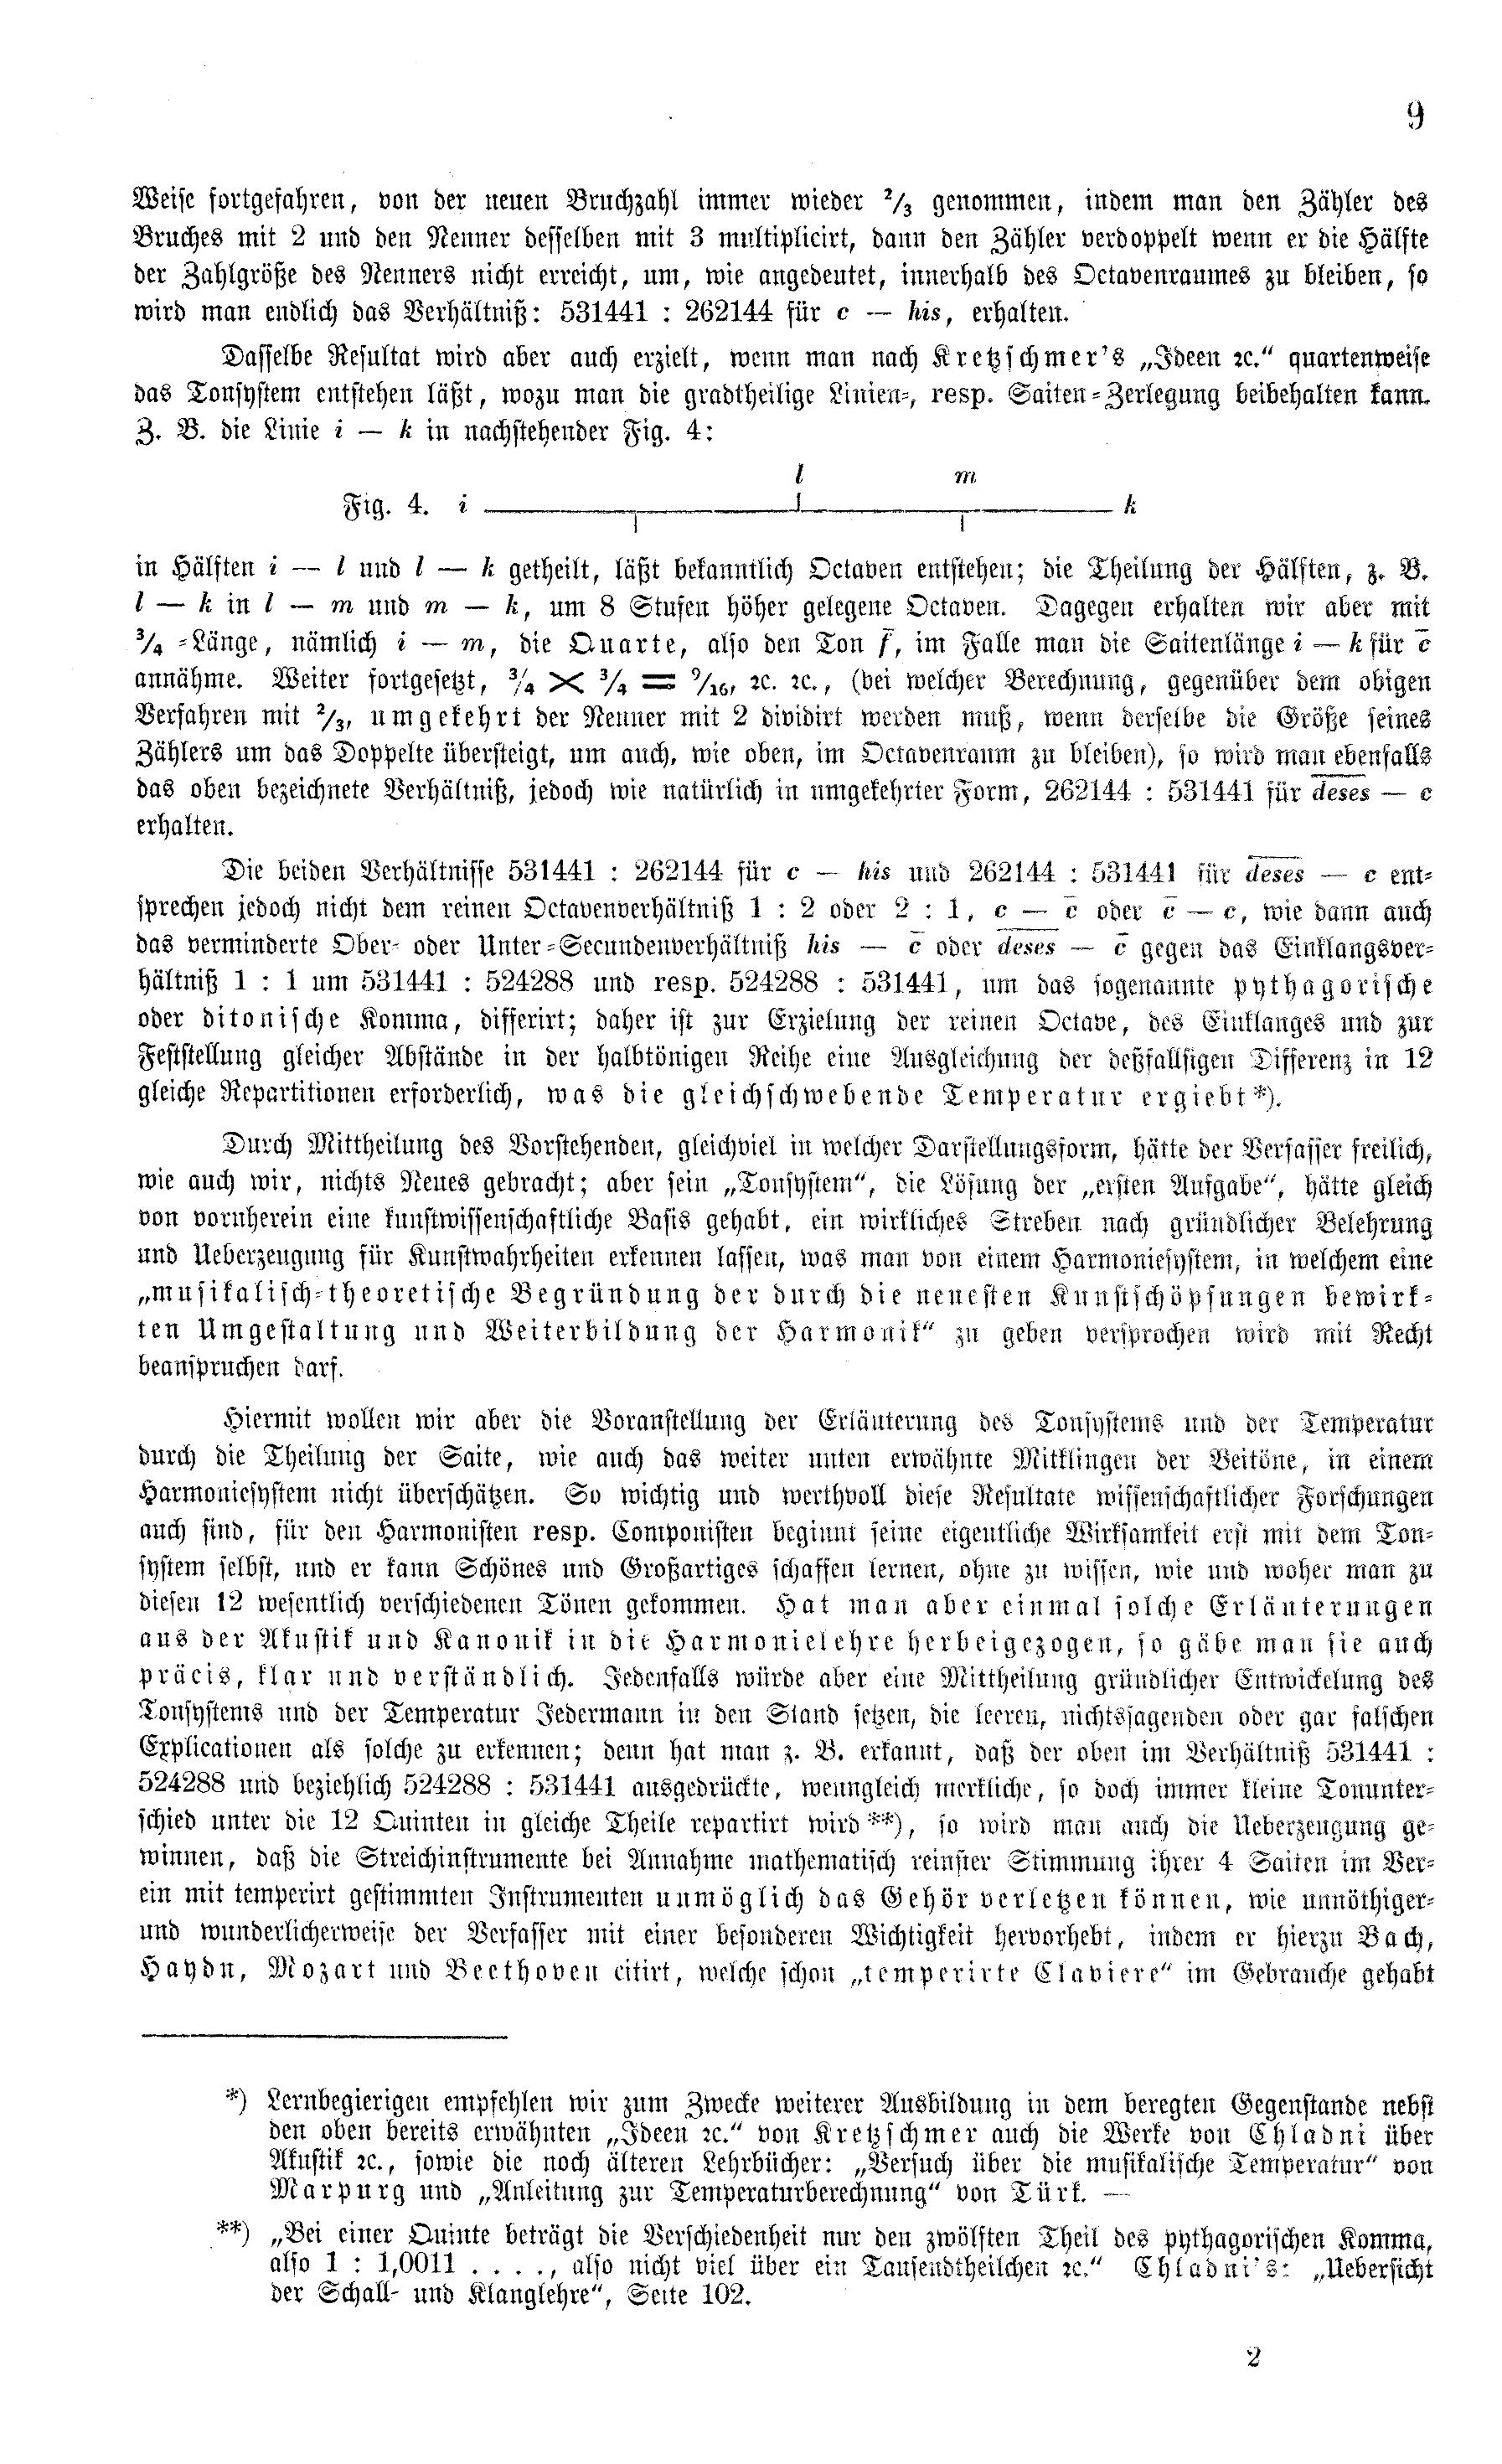 9
Weise fortgefahren, von der neuen Bruchzahl immer wieder 2/3 genommen, indem man den Zähler des
Bruches mit 2 und den Nenner desselben mit 3 multiplicirt, dann den Zähler verdoppelt wenn er die Hälfte
der Zahlgröße des Nenners nicht erreicht, um, wie angedeutet, innerhalb des Octavenraumes zu bleiben, so
wird man endlich das Verhältniß: 531441 : 262144 für c — his, erhalten.
Dasselbe Resultat wird aber auch erzielt, wenn man nach Kretzschmer's „Ideen ꝛc.“ quartenweise
das Tonsystem entstehen läßt, wozu man die gradtheilige Linien-, resp. Saiten-Zerlegung beibehalten kann.
Z. B. die Linie i — k in nachstehender Fig. 4:
l m
Fig. 4. i k
in Hälften i — l und l — k getheilt, läßt bekanntlich Octaven entstehen; die Theilung der Hälften, z. B.
l — k in l — m und m — k, um 8 Stufen höher gelegene Octaven. Dagegen erhalten wir aber mit
3/4-Länge, nämlich i — m, die Quarte, also den Ton f̄, im Falle man die Saitenlänge i — k für c̄
annähme. Weiter fortgesetzt, 3/4 × 3/4 = 9/16, ꝛc. ꝛc., (bei welcher Berechnung, gegenüber dem obigen
Verfahren mit 2/3, umgekehrt der Nenner mit 2 dividirt werden muß, wenn derselbe die Größe seines
Zählers um das Doppelte übersteigt, um auch, wie oben, im Octavenraum zu bleiben), so wird man ebenfalls
das oben bezeichnete Verhältniß, jedoch wie natürlich in umgekehrter Form, 262144 : 531441 für d̅e̅s̅e̅s̅ — c
erhalten.
Die beiden Verhältnisse 531441 : 262144 für c — his und 262144 : 531441 für d̅e̅s̅e̅s̅ — c ent-
sprechen jedoch nicht dem reinen Octavenverhältniß 1 : 2 oder 2 : 1, c — c̄ oder c̄ — c, wie dann auch
das verminderte Ober- oder Unter-Secundenverhältniß his — c̄ oder d̅e̅s̅e̅s̅ — c̄ gegen das Einklangsver-
hältniß 1 : 1 um 531441 : 524288 und resp. 524288 : 531441, um das sogenannte pythagorische
oder ditonische Komma, differirt; daher ist zur Erzielung der reinen Octave, des Einklanges und zur
Feststellung gleicher Abstände in der halbtönigen Reihe eine Ausgleichung der deßfallsigen Differenz in 12
gleiche Repartitionen erforderlich, was die gleichschwebende Temperatur ergiebt*).
Durch Mittheilung des Vorstehenden, gleichviel in welcher Darstellungsform, hätte der Verfasser freilich,
wie auch wir, nichts Neues gebracht; aber sein „Tonsystem“, die Lösung der „ersten Aufgabe“, hätte gleich
von vornherein eine kunstwissenschaftliche Basis gehabt, ein wirkliches Streben nach gründlicher Belehrung
und Ueberzeugung für Kunstwahrheiten erkennen lassen, was man von einem Harmoniesystem, in welchem eine
„musikalisch-theoretische Begründung der durch die neuesten Kunstschöpfungen bewirk-
ten Umgestaltung und Weiterbildung der Harmonik“ zu geben versprochen wird mit Recht
beanspruchen darf.
Hiermit wollen wir aber die Voranstellung der Erläuterung des Tonsystems und der Temperatur
durch die Theilung der Saite, wie auch das weiter unten erwähnte Mitklingen der Beitöne, in einem
Harmoniesystem nicht überschätzen. So wichtig und werthvoll diese Resultate wissenschaftlicher Forschungen
auch sind, für den Harmonisten resp. Componisten beginnt seine eigentliche Wirksamkeit erst mit dem Ton-
system selbst, und er kann Schönes und Großartiges schaffen lernen, ohne zu wissen, wie und woher man zu
diesen 12 wesentlich verschiedenen Tönen gekommen. Hat man aber einmal solche Erläuterungen
aus der Akustik und Kanonik in die Harmonielehre herbeigezogen, so gäbe man sie auch
präcis, klar und verständlich. Jedenfalls würde aber eine Mittheilung gründlicher Entwickelung des
Tonsystems und der Temperatur Jedermann in den Stand setzen, die leeren, nichtssagenden oder gar falschen
Explicationen als solche zu erkennen; denn hat man z. B. erkannt, daß der oben im Verhältniß 531441 :
524288 und beziehlich 524288 : 531441 ausgedrückte, wenngleich merkliche, so doch immer kleine Tonunter-
schied unter die 12 Quinten in gleiche Theile repartirt wird**), so wird man auch die Ueberzeugung ge-
winnen, daß die Streichinstrumente bei Annahme mathematisch reinster Stimmung ihrer 4 Saiten im Ver-
ein mit temperirt gestimmten Instrumenten unmöglich das Gehör verletzen können, wie unnöthiger-
und wunderlicherweise der Verfasser mit einer besonderen Wichtigkeit hervorhebt, indem er hierzu Bach,
Haydn, Mozart und Beethoven citirt, welche schon „temperirte Claviere“ im Gebrauche gehabt
*) Lernbegierigen empfehlen wir zum Zwecke weiterer Ausbildung in dem beregten Gegenstande nebst
den oben bereits erwähnten „Ideen ꝛc.“ von Kretzschmer auch die Werke von Chladni über
Akustik ꝛc., sowie die noch älteren Lehrbücher: „Versuch über die musikalische Temperatur“ von
Marpurg und „Anleitung zur Temperaturberechnung“ von Türk. —
**) „Bei einer Quinte beträgt die Verschiedenheit nur den zwölften Theil des pythagorischen Komma,
also 1 : 1,0011 . . . ., also nicht viel über ein Tausendtheilchen ꝛc.“ Chladni's: „Uebersicht
der Schall- und Klanglehre“, Seite 102.
2